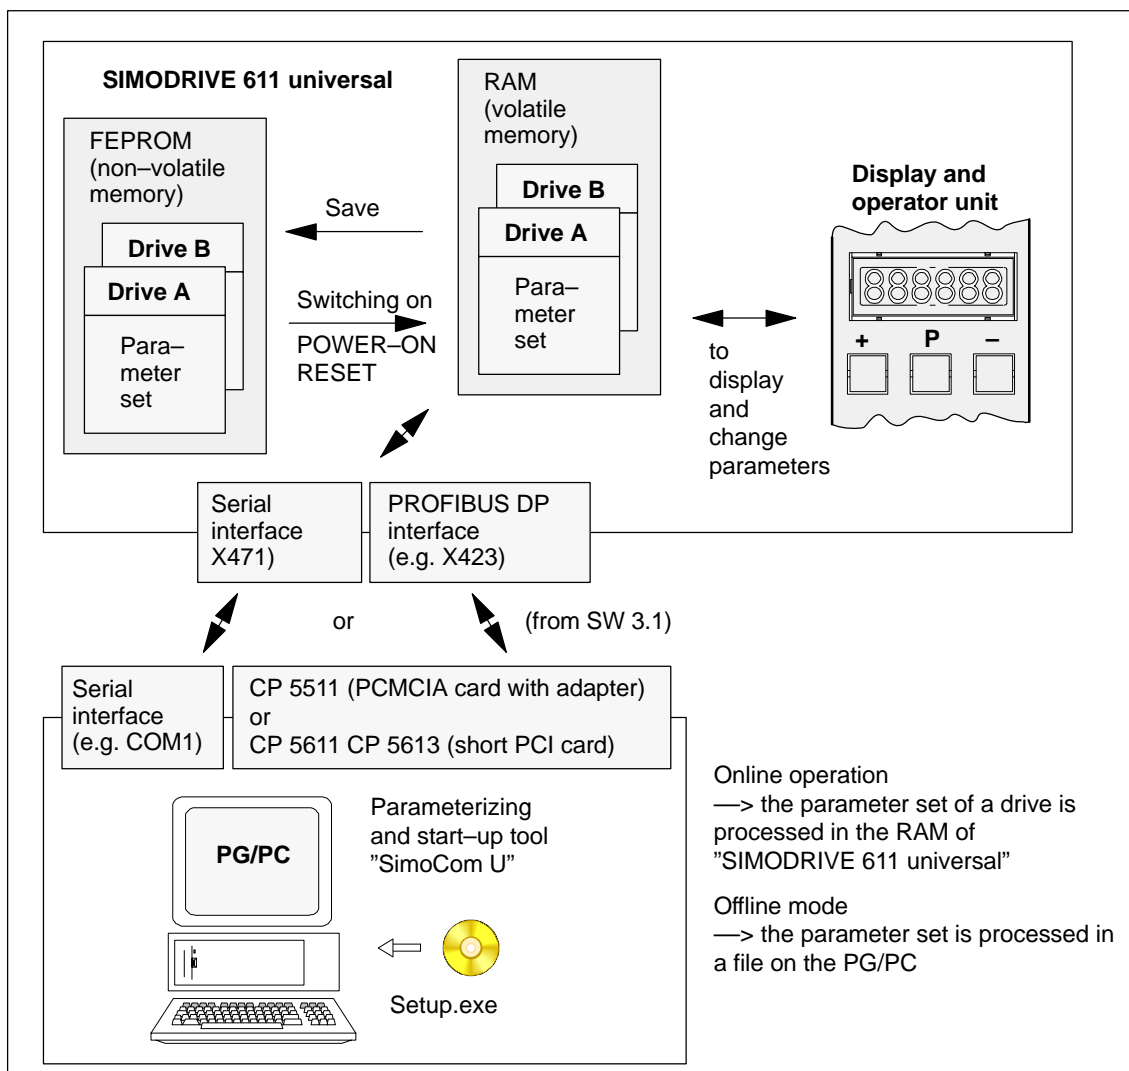 SIMODRIVE 611 universal
FEPROM
(non–volatile
memory)
Drive B
Drive A
Para–
meter
set
Save
Switching on
POWER–ON
RESET
RAM
(volatile
memory)
Drive B
Drive A
Para–
meter
set
to
display
and
change
parameters
Display and
operator unit
+ P –
Serial
interface
X471)
PROFIBUS DP
interface
(e.g. X423)
or
(from SW 3.1)
Serial
interface
(e.g. COM1)
CP 5511 (PCMCIA card with adapter)
or
CP 5611 CP 5613 (short PCI card)
PG/PC
Parameterizing
and start–up tool
”SimoCom U”
Setup.exe
Online operation
—> the parameter set of a drive is
processed in the RAM of
”SIMODRIVE 611 universal”
Offline mode
—> the parameter set is processed in
a file on the PG/PC